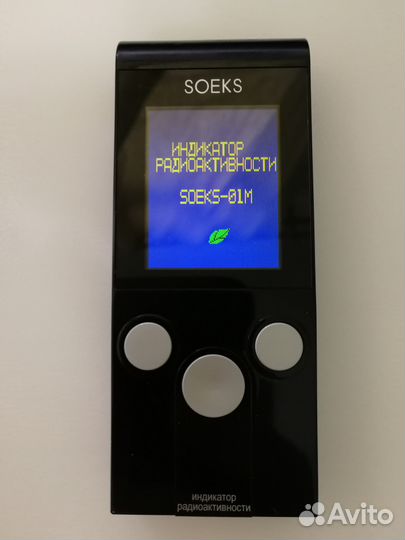 SOEKS
ИНДИКАТОР
РАДИОАКТИВНОСТИ
SOEKS-01M
индикатор
радиоактивности
Avito